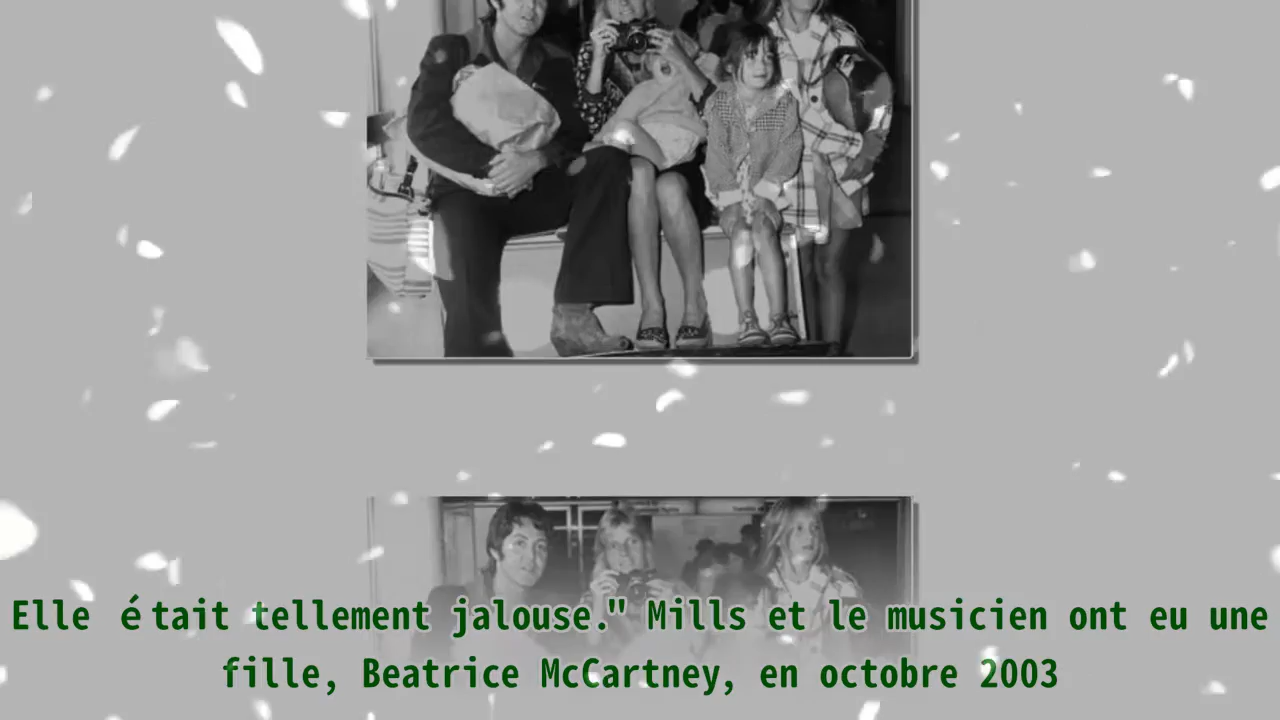 Elle était tellement jalouse." Mills et le musicien ont eu une
fille, Beatrice McCartney, en octobre 2003